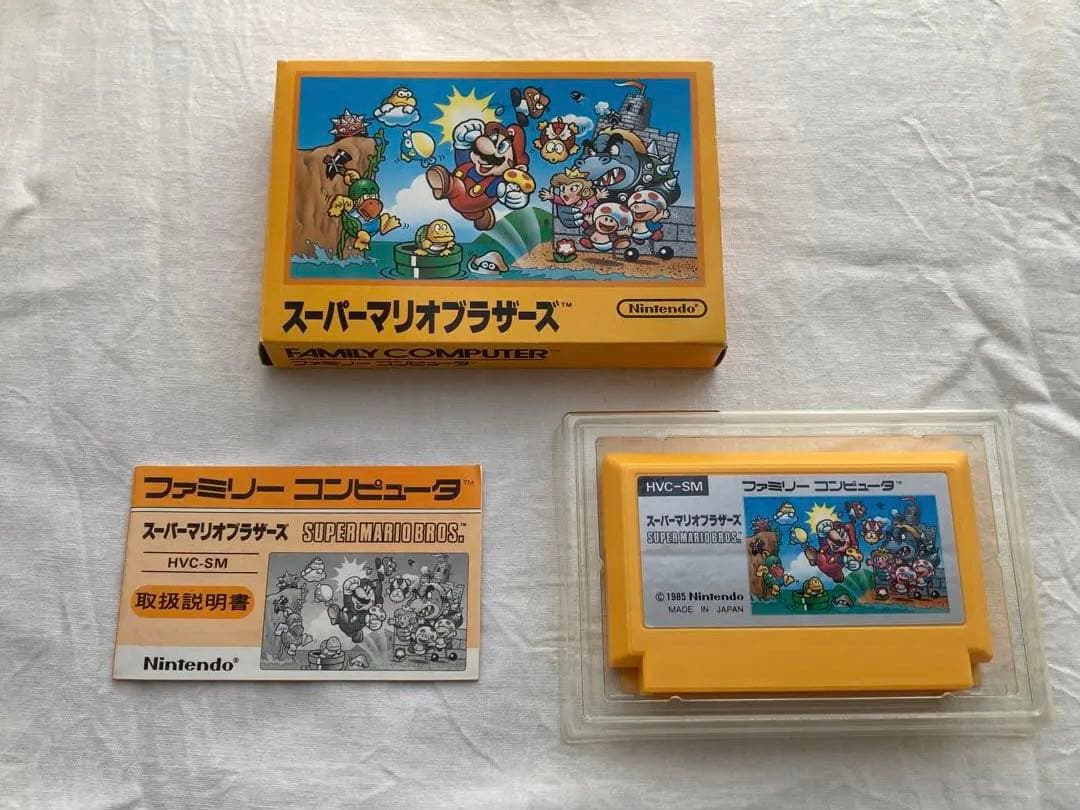 スーパーマリオブラザーズ™
Nintendo®
FAMILY COMPUTER™
ファミリー コンピュータ
ファミリー コンピュータ™
スーパーマリオブラザーズ SUPER MARIO BROS.™
HVC-SM
取扱説明書
Nintendo®
HVC-SM ファミリー コンピュータ™
スーパーマリオブラザーズ
SUPER MARIO BROS.™
©1985 Nintendo
MADE IN JAPAN